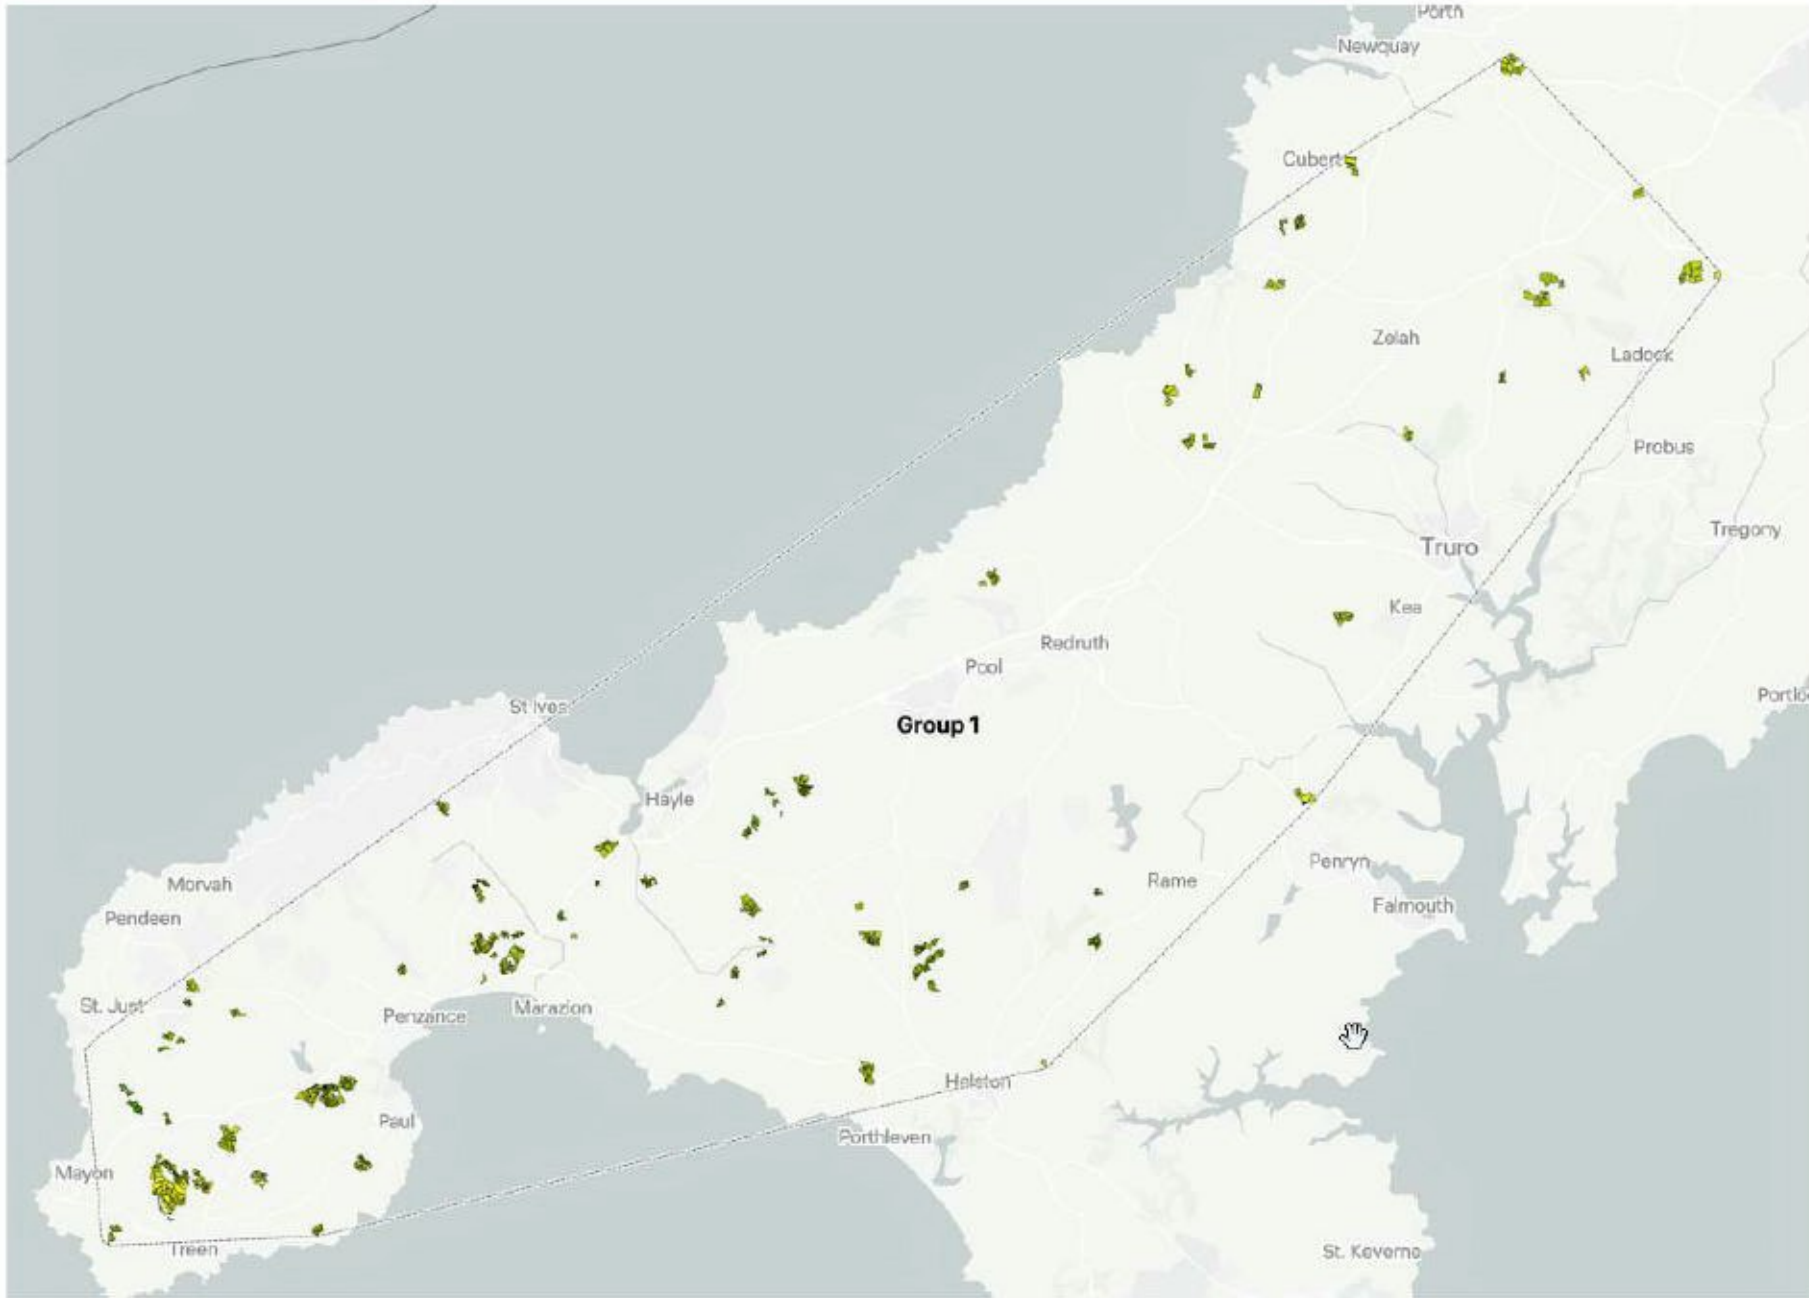 Porth
Newquay
Cubert
Zelah
Ladock
Probus
Tregony
Truro
Kea
Redruth
Pool
Portlo
St Ives
Group 1
Hayle
Morvah
Pendeen
Rame
Penryn
Falmouth
St. Just
Penzance
Marazion
Helston
Paul
Porthleven
Mayon
Treen
St. Keverne